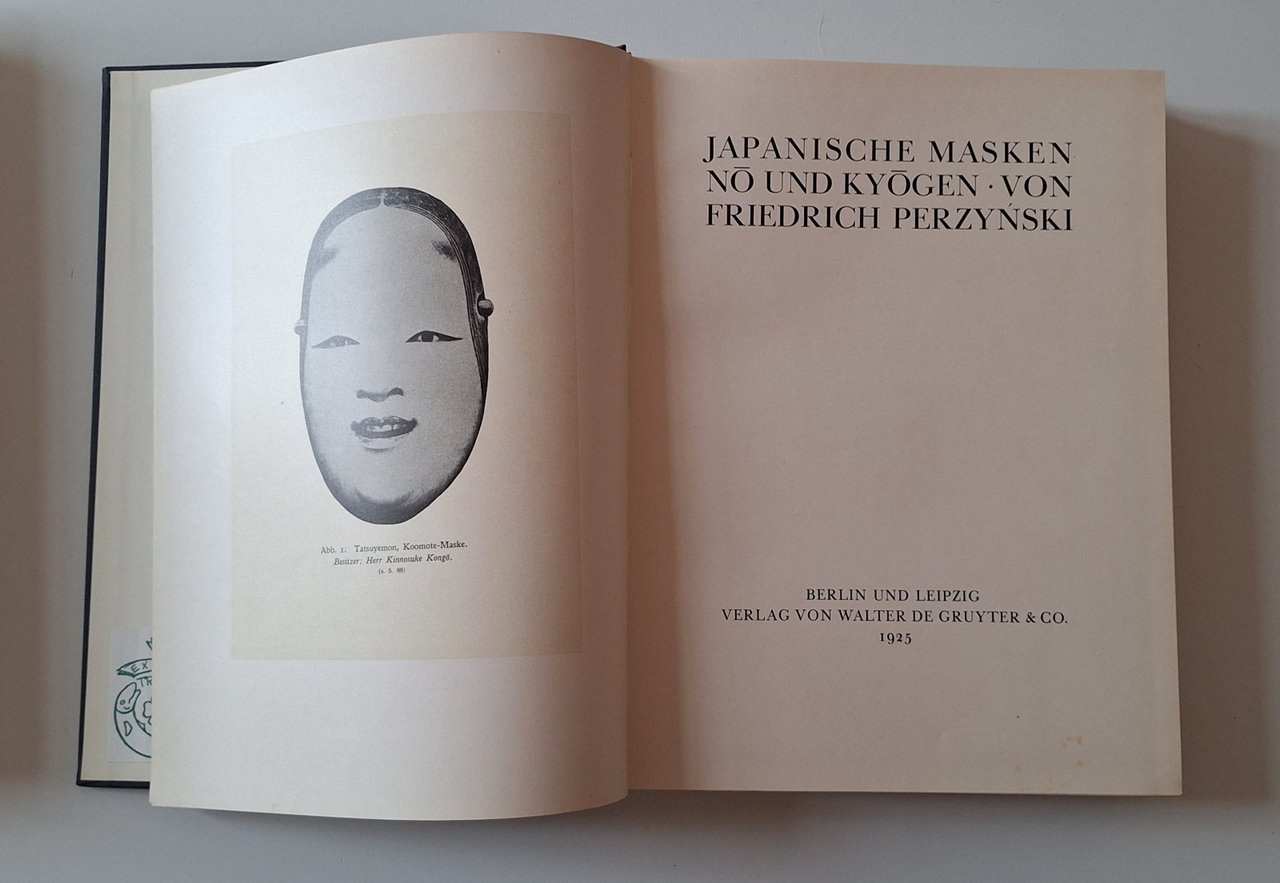 Abb. 1. Tatsuyemon, Koomote-Maske.
Besitzer: Herr Kinnosuke Kongō.
(s. S. 88)
JAPANISCHE MASKEN
NŌ UND KYŌGEN · VON
FRIEDRICH PERZYŃSKI
BERLIN UND LEIPZIG
VERLAG VON WALTER DE GRUYTER & CO.
1925
EX